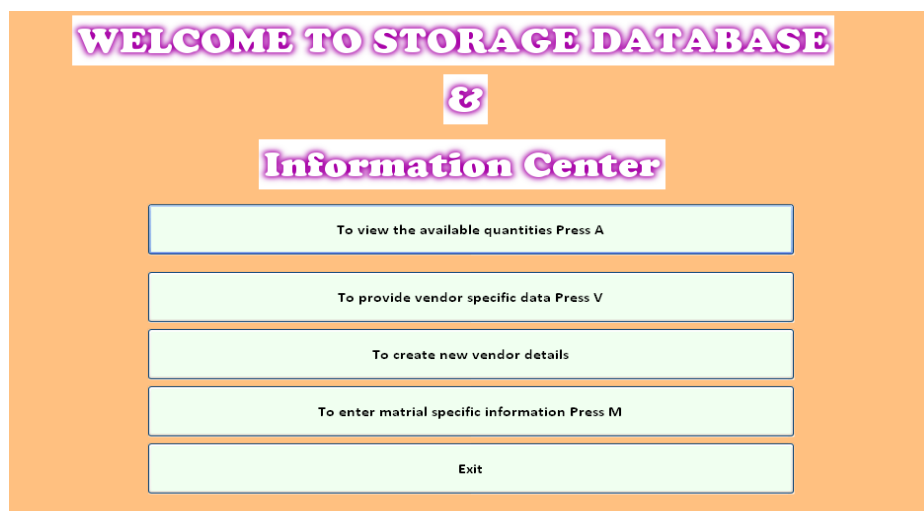 WELCOME TO STORAGE DATABASE
&
Information Center
To view the available quantities Press A
To provide vendor specific data Press V
To create new vendor details
To enter matrial specific information Press M
Exit